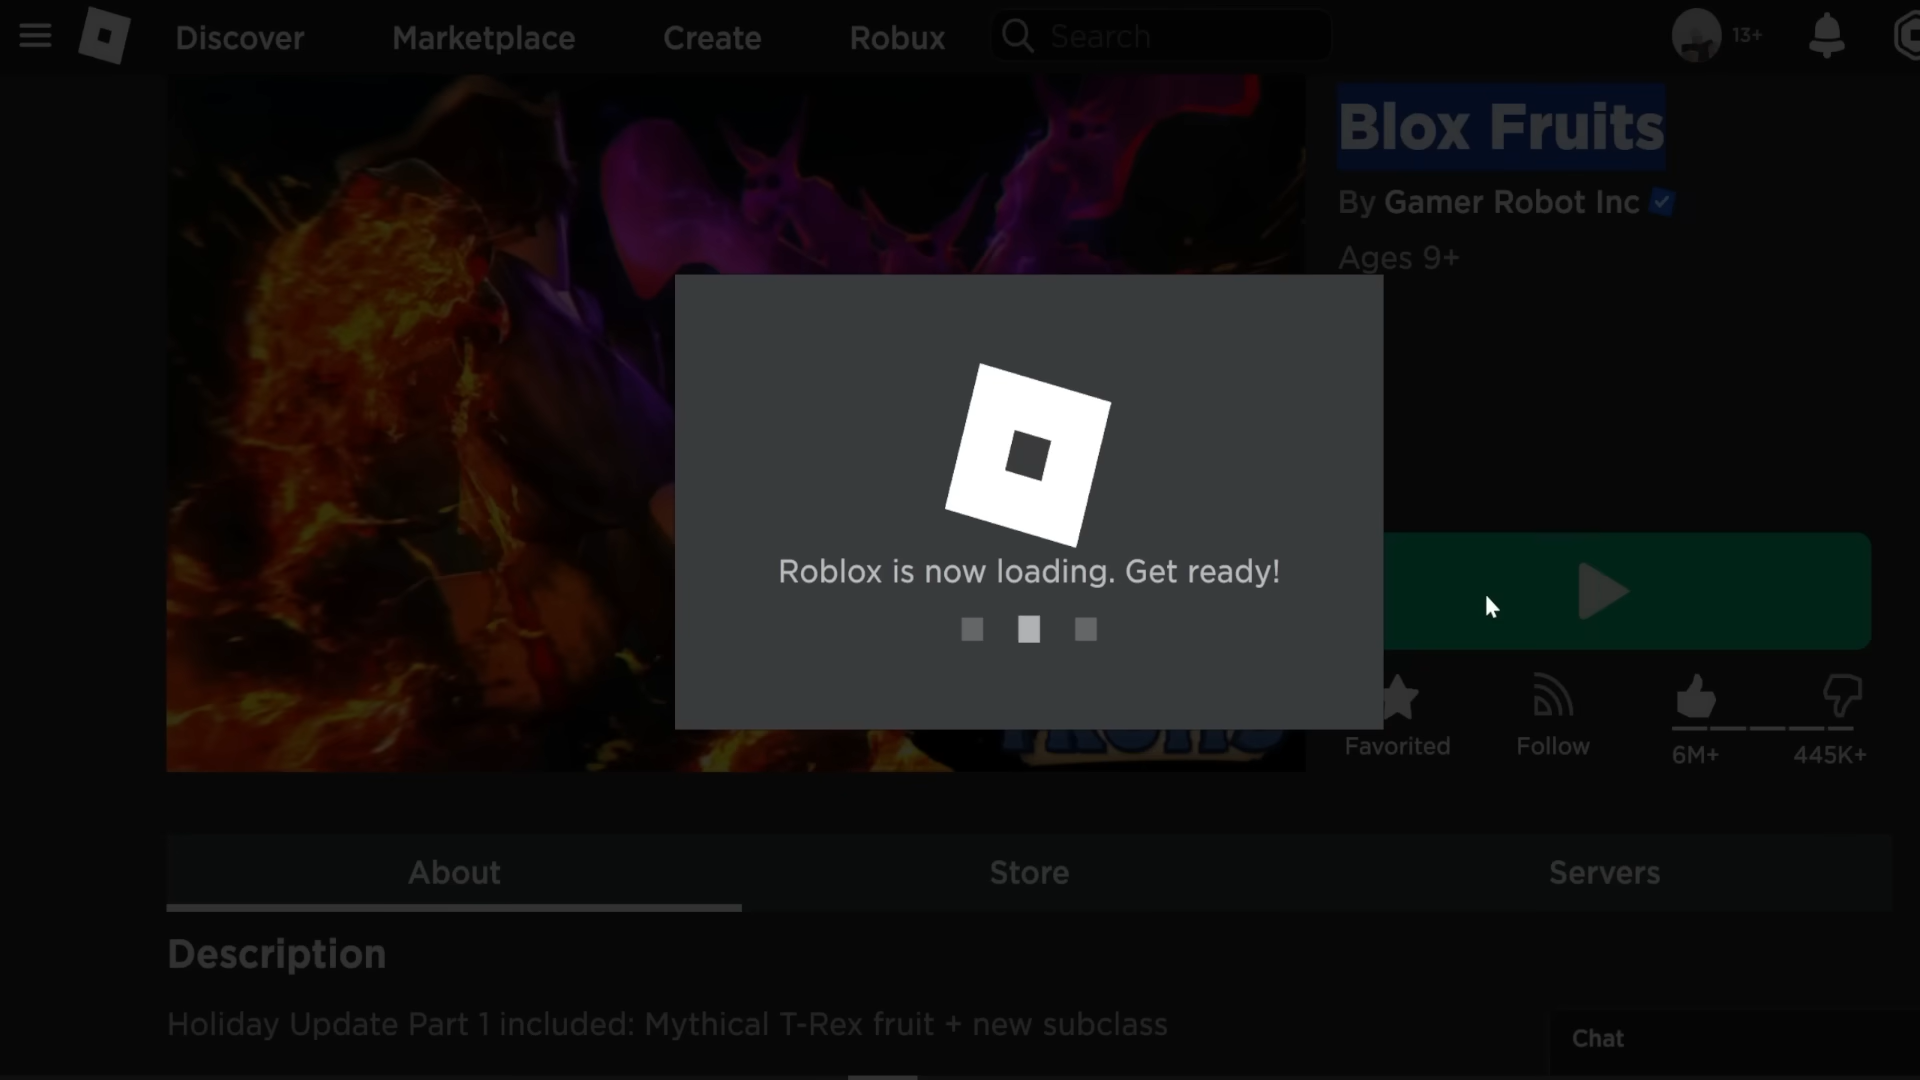 Discover
Marketplace
Create
Robux
Search
13+
Blox Fruits
By Gamer Robot Inc
Ages 9+
Roblox is now loading. Get ready!
Favorited
Follow
6M+
445K+
About
Store
Servers
Description
Holiday Update Part 1 included: Mythical T-Rex fruit + new subclass
Chat